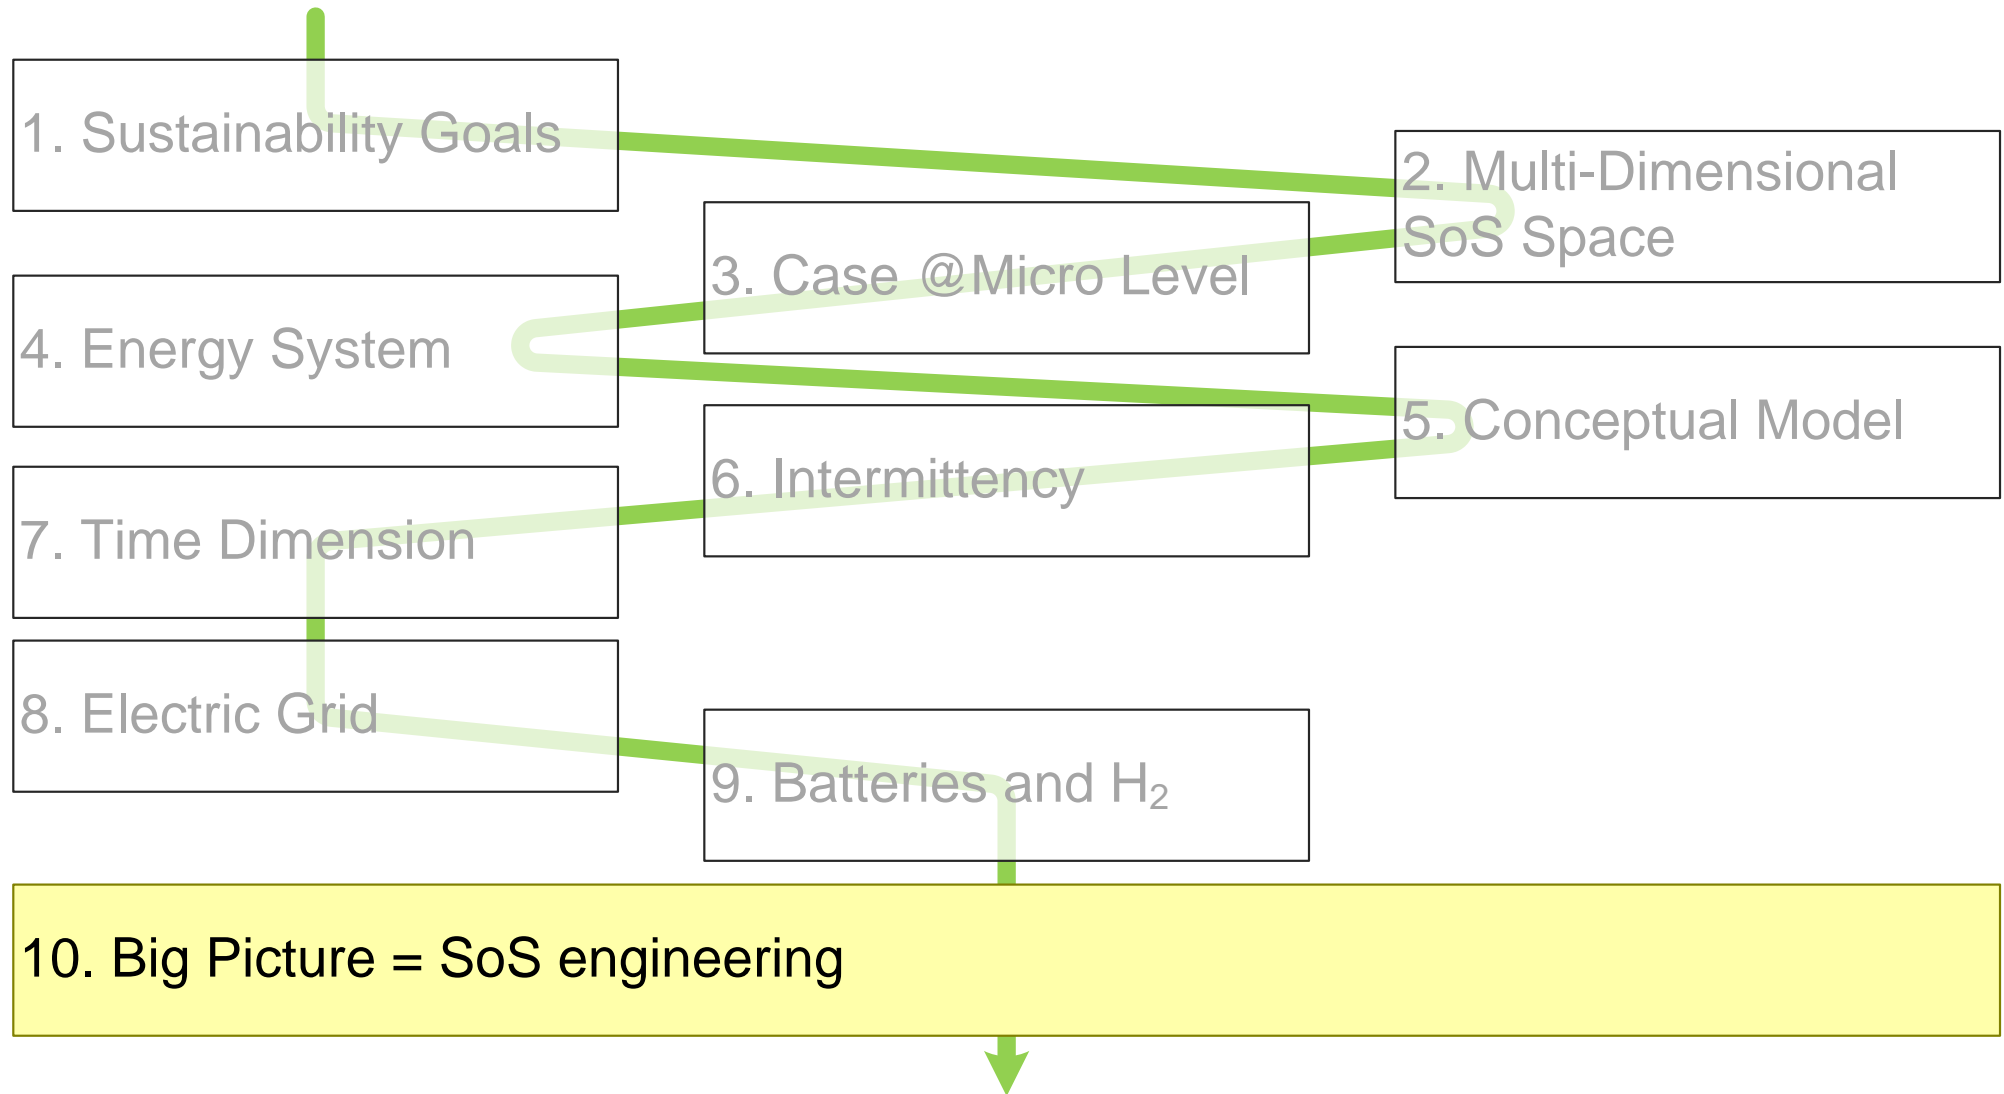 1. Sustainability Goals
2. Multi-Dimensional
SoS Space
3. Case @Micro Level
4. Energy System
5. Conceptual Model
6. Intermittency
7. Time Dimension
8. Electric Grid
9. Batteries and H₂
10. Big Picture = SoS engineering